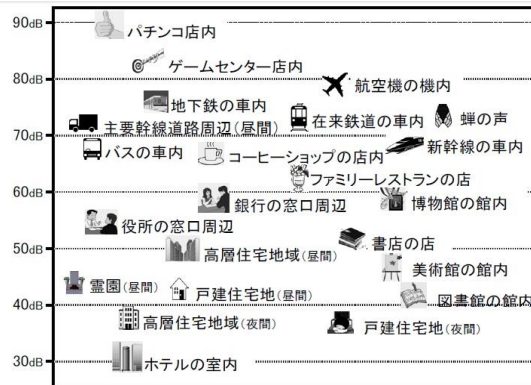 90dB
パチンコ店内
ゲームセンター店内
80dB
航空機の機内
地下鉄の車内
主要幹線道路周辺(昼間)
在来鉄道の車内
蝉の声
70dB
バスの車内
コーヒーショップの店内
新幹線の車内
ファミリーレストランの店
60dB
銀行の窓口周辺
博物館の館内
役所の窓口周辺
50dB
高層住宅地域(昼間)
書店の店
美術館の館内
霊園(昼間)
戸建住宅地(昼間)
図書館の館内
40dB
高層住宅地域(夜間)
戸建住宅地(夜間)
30dB
ホテルの室内